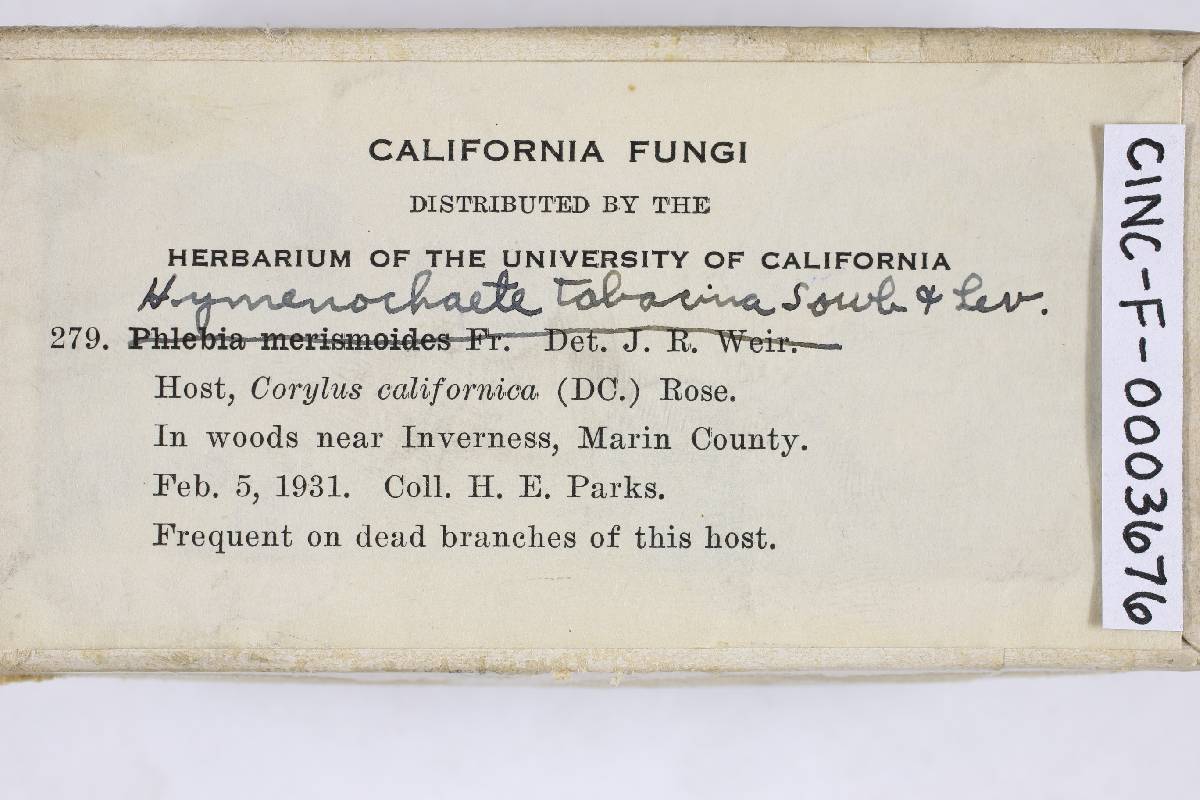 CALIFORNIA FUNGI
DISTRIBUTED BY THE
HERBARIUM OF THE UNIVERSITY OF CALIFORNIA
Hymenochaete tabacina Sowb & Lev.
279. Phlebia merismoides Fr. Det. J. R. Weir.
Host, Corylus californica (DC.) Rose.
In woods near Inverness, Marin County.
Feb. 5, 1931. Coll. H. E. Parks.
Frequent on dead branches of this host.
CINC-F-0003676